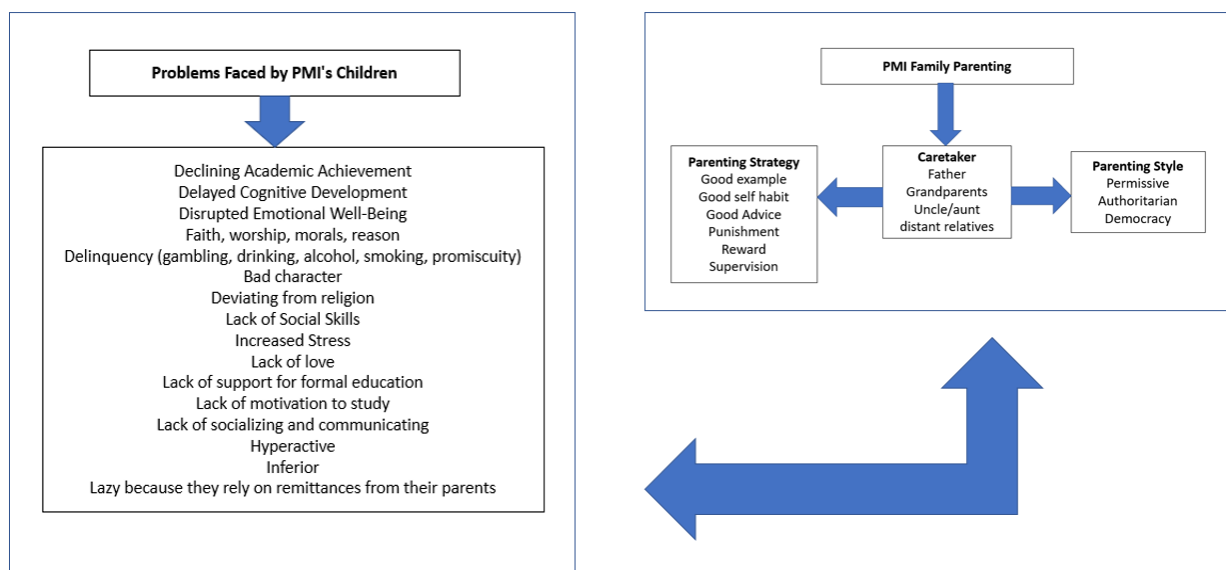 Problems Faced by PMI's Children
Declining Academic Achievement
Delayed Cognitive Development
Disrupted Emotional Well-Being
Faith, worship, morals, reason
Delinquency (gambling, drinking, alcohol, smoking, promiscuity)
Bad character
Deviating from religion
Lack of Social Skills
Increased Stress
Lack of love
Lack of support for formal education
Lack of motivation to study
Lack of socializing and communicating
Hyperactive
Inferior
Lazy because they rely on remittances from their parents
PMI Family Parenting
Parenting Strategy
Good example
Good self habit
Good Advice
Punishment
Reward
Supervision
Caretaker
Father
Grandparents
Uncle/aunt
distant relatives
Parenting Style
Permissive
Authoritarian
Democracy